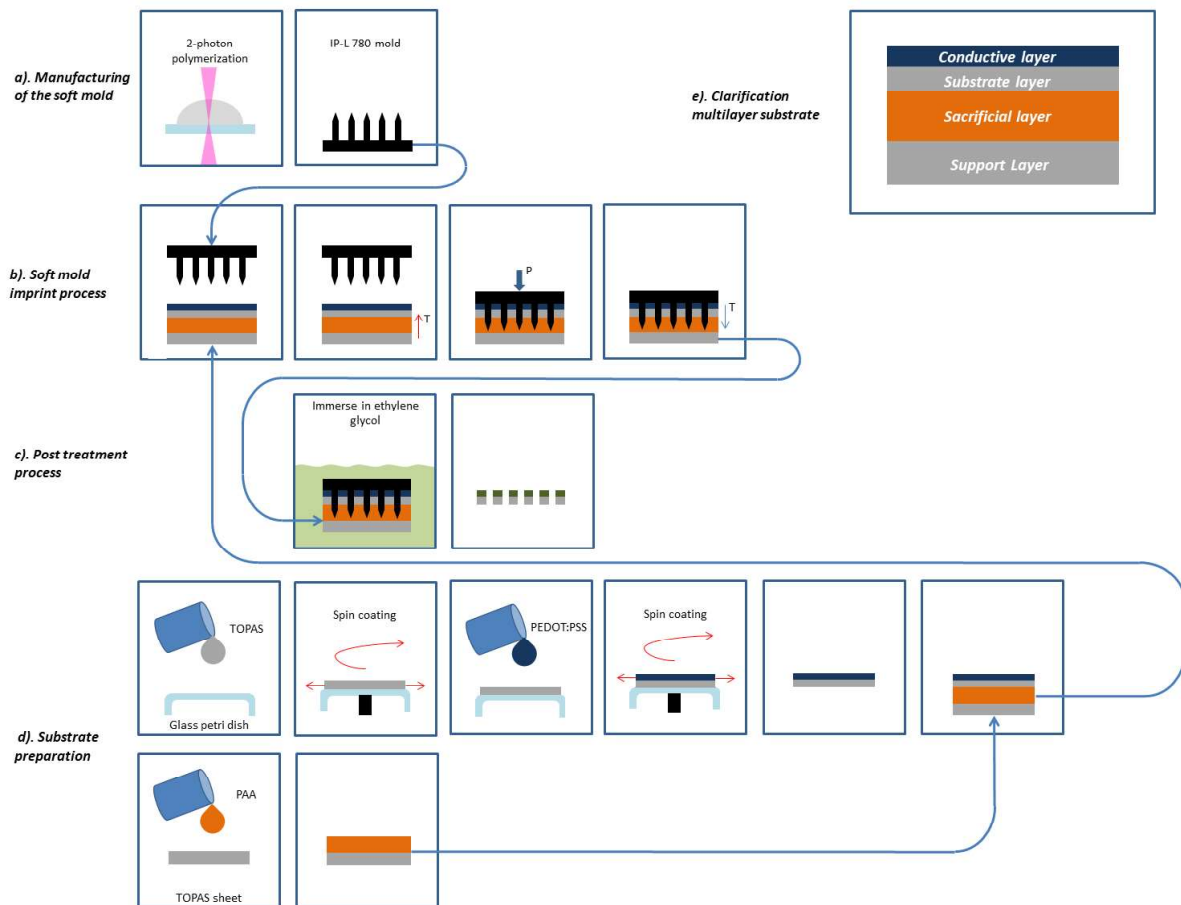 a). Manufacturing
of the soft mold
2-photon
polymerization
IP-L 780 mold
e). Clarification
multilayer substrate
Conductive layer
Substrate layer
Sacrificial layer
Support Layer
b). Soft mold
imprint process
T
P
T
c). Post treatment
process
Immerse in ethylene
glycol
d). Substrate
preparation
TOPAS
Glass petri dish
Spin coating
PEDOT:PSS
Spin coating
PAA
TOPAS sheet